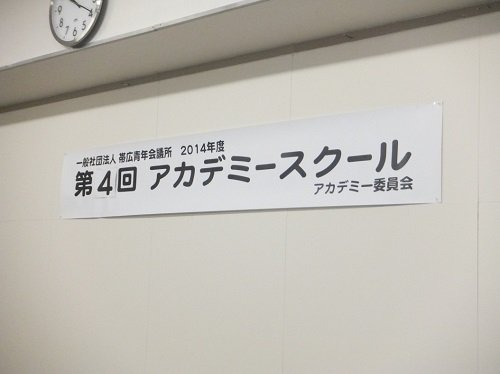 一般社団法人 帯広青年会議所 2014年度
第4回 アカデミースクール
アカデミー委員会